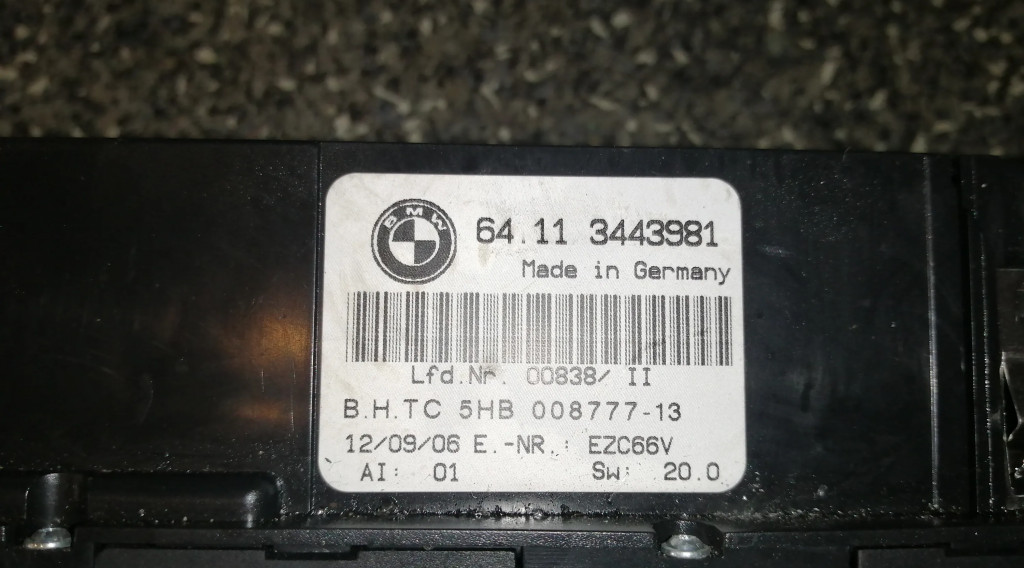 BMW
64.11 3443981
Made in Germany
Lfd.Nr. 00838/ II
B.H.TC 5HB 008777-13
12/09/06 E.-NR.: EZC66V
AI: 01 Sw: 20.0